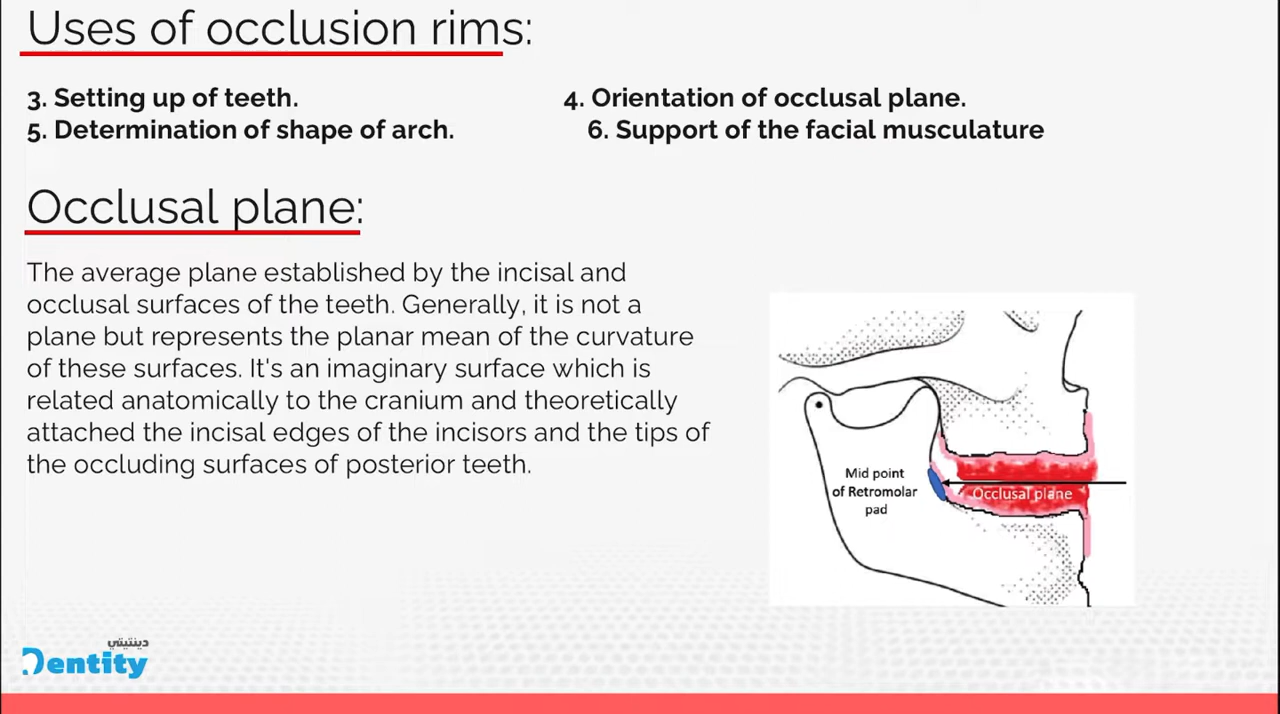 Uses of occlusion rims:
3. Setting up of teeth.
4. Orientation of occlusal plane.
5. Determination of shape of arch.
6. Support of the facial musculature
Occlusal plane:
The average plane established by the incisal and
occlusal surfaces of the teeth. Generally, it is not a
plane but represents the planar mean of the curvature
of these surfaces. It's an imaginary surface which is
related anatomically to the cranium and theoretically
attached the incisal edges of the incisors and the tips of
the occluding surfaces of posterior teeth.
Mid point
of Retromolar
pad
Occlusal plane
دينتيتي
Dentity